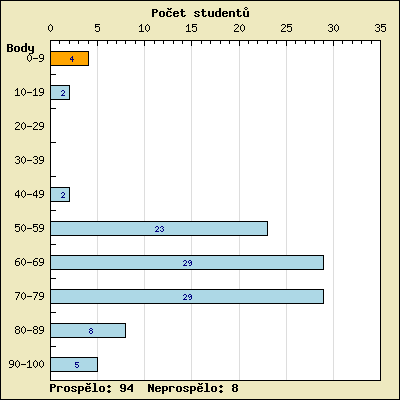 Počet studentů
0 5 10 15 20 25 30 35
Body
0-9 4
10-19 2
20-29
30-39
40-49 2
50-59 23
60-69 29
70-79 29
80-89 8
90-100 5
Prospělo: 94 Neprospělo: 8